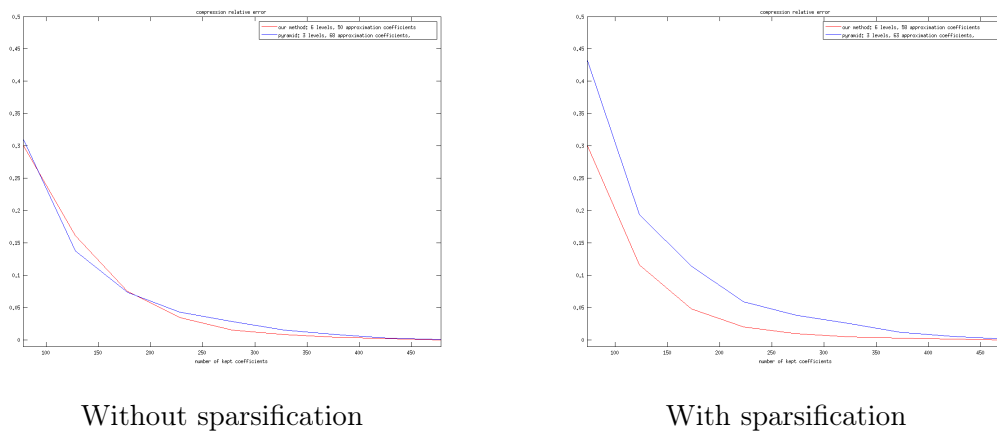 compression relative error
our method; 6 levels, 50 approximation coefficients
pyramid; 3 levels, 60 approximation coefficients,
0.5
0.45
0.4
0.35
0.3
0.25
0.2
0.15
0.1
0.05
0
100 150 200 250 300 350 400 450
number of kept coefficients
Without sparsification
compression relative error
our method; 6 levels, 50 approximation coefficients
pyramid; 3 levels, 63 approximation coefficients,
0.5
0.45
0.4
0.35
0.3
0.25
0.2
0.15
0.1
0.05
0
100 150 200 250 300 350 400 450
number of kept coefficients
With sparsification